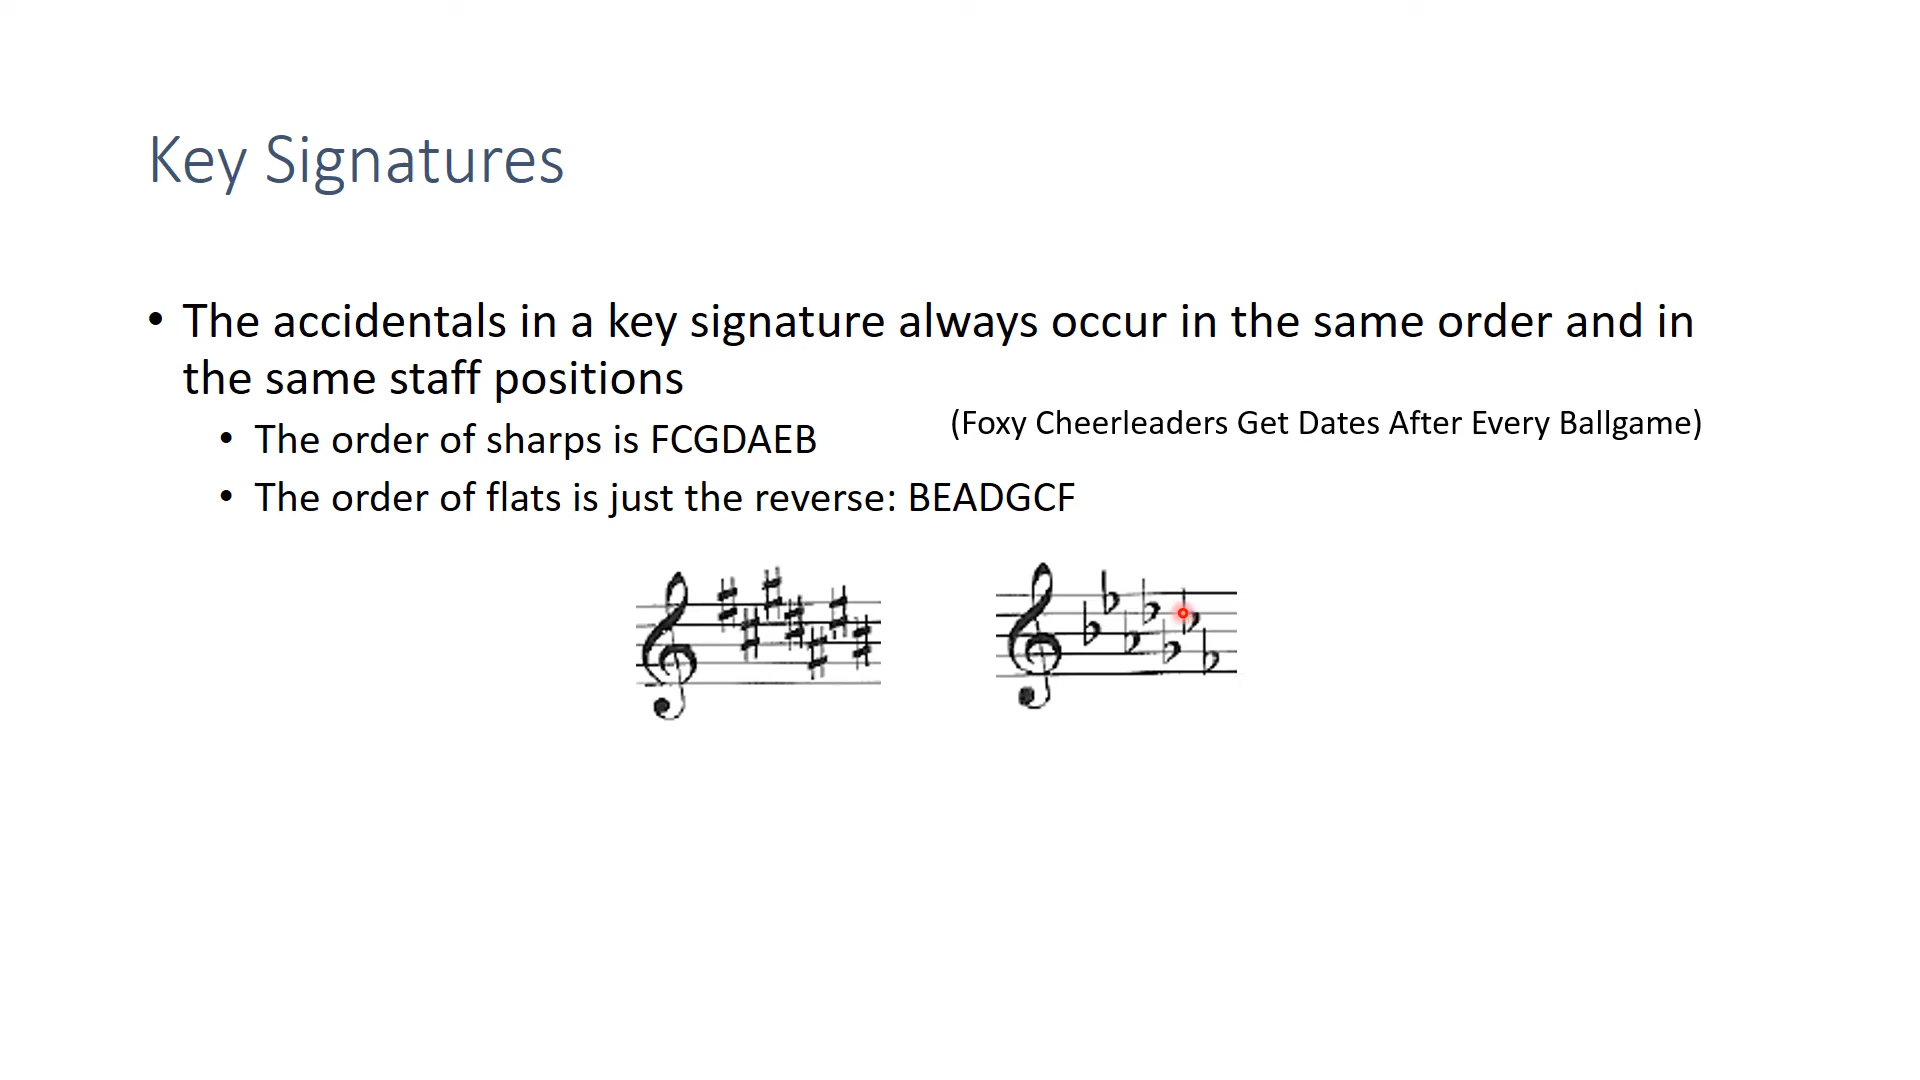 Key Signatures
• The accidentals in a key signature always occur in the same order and in
the same staff positions
• The order of sharps is FCGDAEB
(Foxy Cheerleaders Get Dates After Every Ballgame)
• The order of flats is just the reverse: BEADGCF